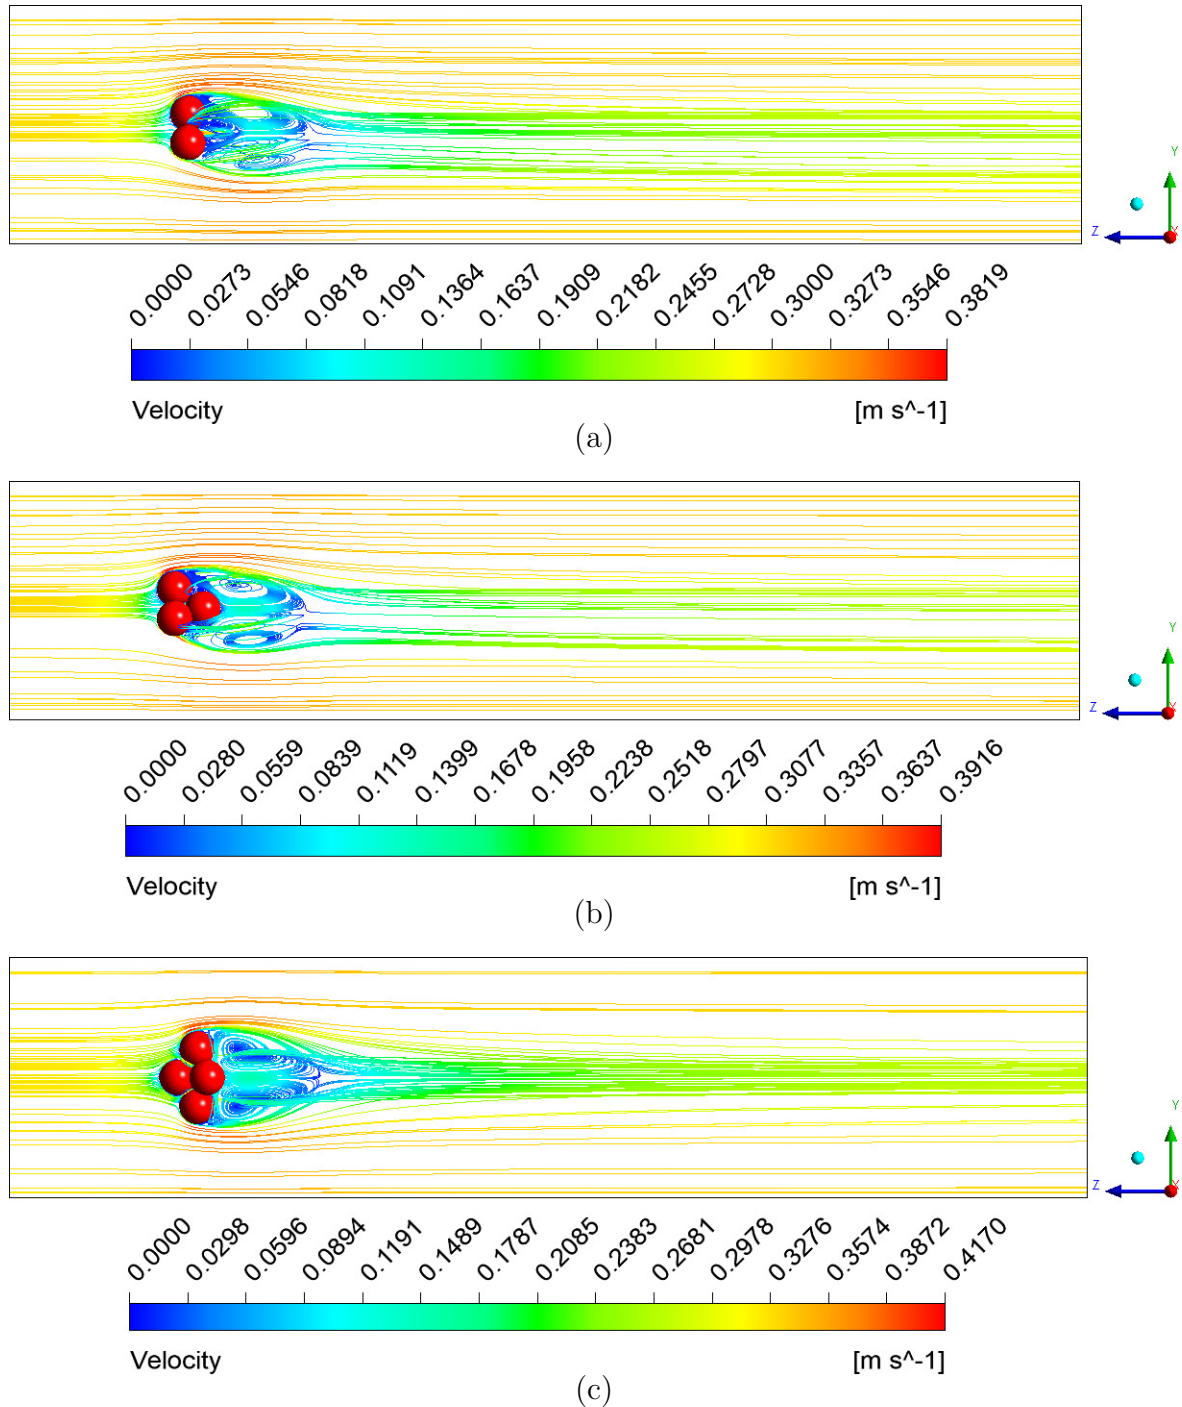 Y
Z
X
0.0000 0.0273 0.0546 0.0818 0.1091 0.1364 0.1637 0.1909 0.2182 0.2455 0.2728 0.3000 0.3273 0.3546 0.3819
Velocity [m s^-1]
(a)
Y
Z
X
0.0000 0.0280 0.0559 0.0839 0.1119 0.1399 0.1678 0.1958 0.2238 0.2518 0.2797 0.3077 0.3357 0.3637 0.3916
Velocity [m s^-1]
(b)
Y
Z
X
0.0000 0.0298 0.0596 0.0894 0.1191 0.1489 0.1787 0.2085 0.2383 0.2681 0.2978 0.3276 0.3574 0.3872 0.4170
Velocity [m s^-1]
(c)